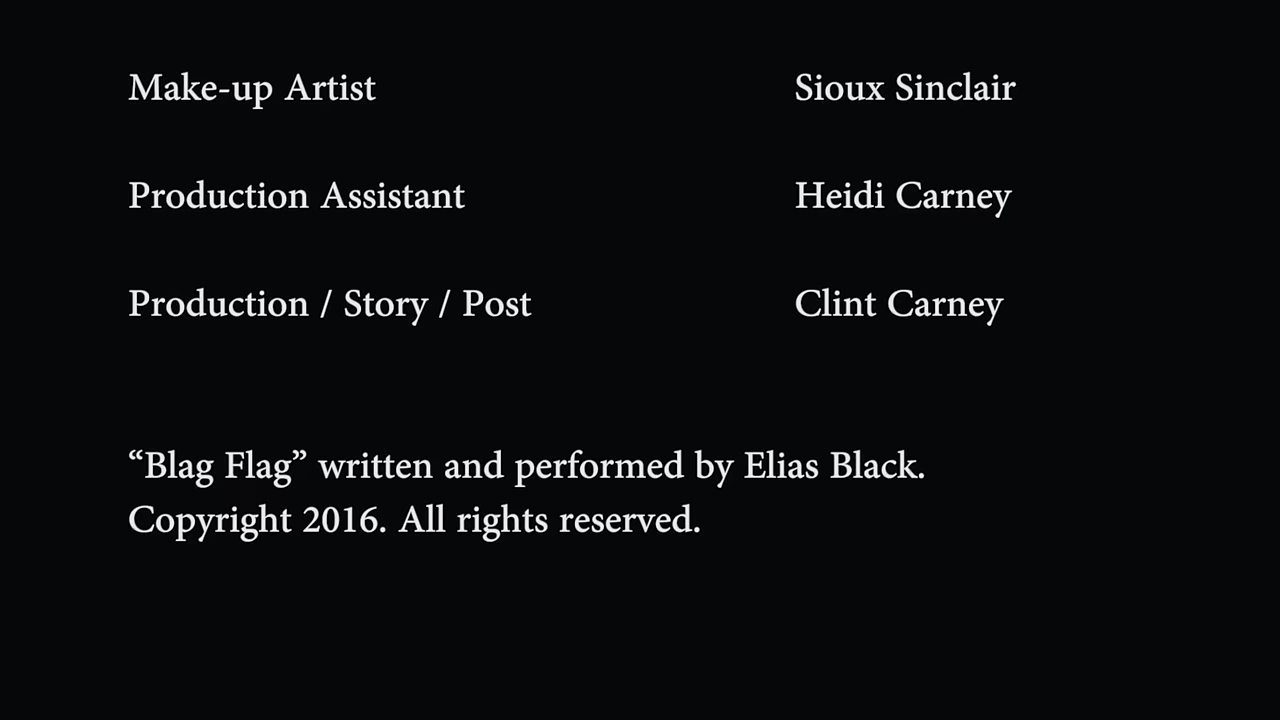 Make-up Artist Sioux Sinclair
Production Assistant Heidi Carney
Production / Story / Post Clint Carney
“Blag Flag” written and performed by Elias Black.
Copyright 2016. All rights reserved.